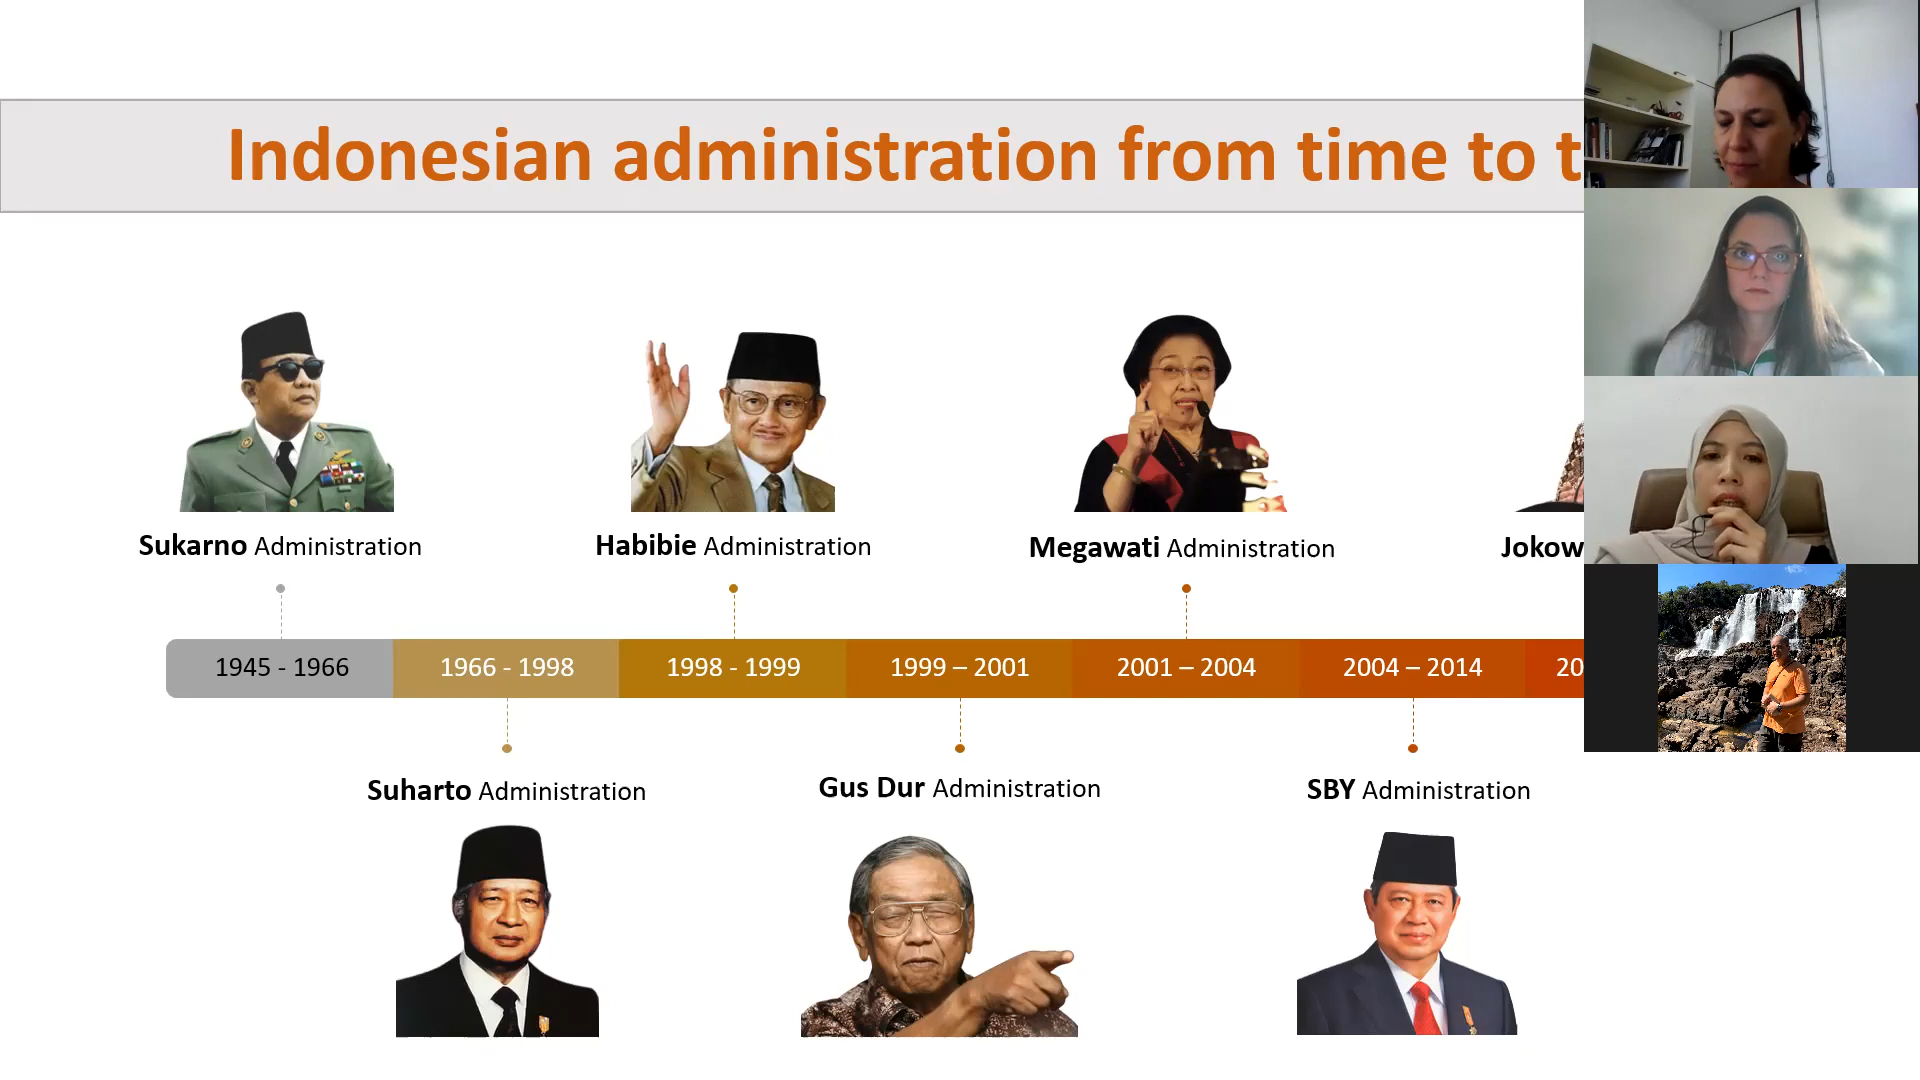 Indonesian administration from time to t
Sukarno Administration
Habibie Administration
Megawati Administration
Jokow
1945 - 1966
1966 - 1998
1998 - 1999
1999 – 2001
2001 – 2004
2004 – 2014
20
Suharto Administration
Gus Dur Administration
SBY Administration